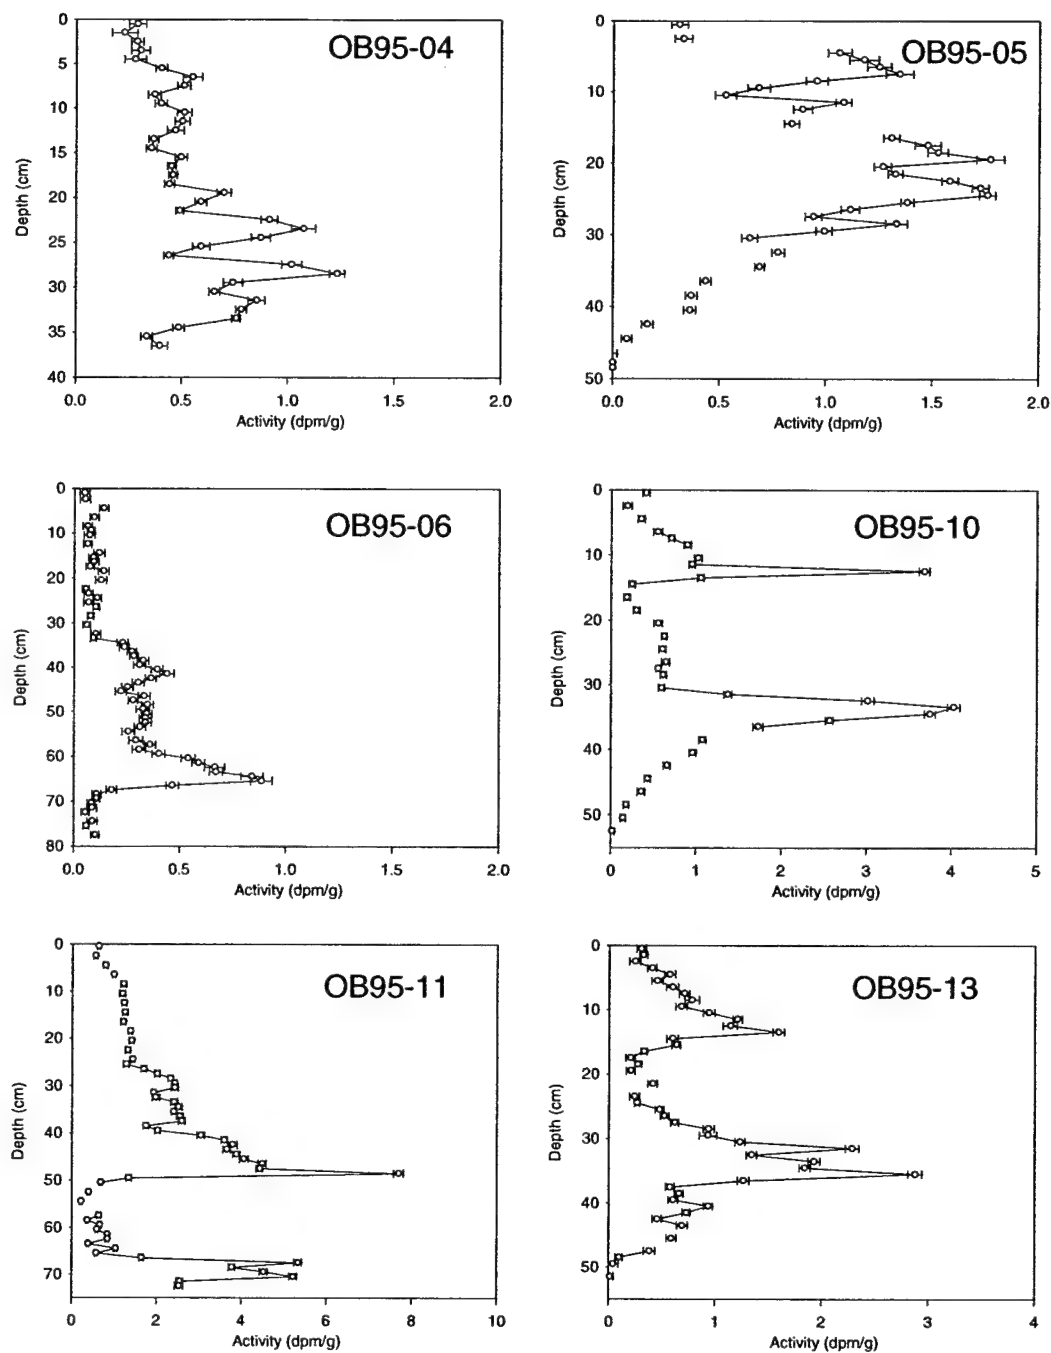 OB95-04
0
5
10
15
20
25
30
35
40
Depth (cm)
0.0 0.5 1.0 1.5 2.0
Activity (dpm/g)
OB95-05
0
10
20
30
40
50
Depth (cm)
0.0 0.5 1.0 1.5 2.0
Activity (dpm/g)
OB95-06
0
10
20
30
40
50
60
70
80
Depth (cm)
0.0 0.5 1.0 1.5 2.0
Activity (dpm/g)
OB95-10
0
10
20
30
40
50
Depth (cm)
0 1 2 3 4 5
Activity (dpm/g)
OB95-11
0
10
20
30
40
50
60
70
Depth (cm)
0 2 4 6 8 10
Activity (dpm/g)
OB95-13
0
10
20
30
40
50
Depth (cm)
0 1 2 3 4
Activity (dpm/g)